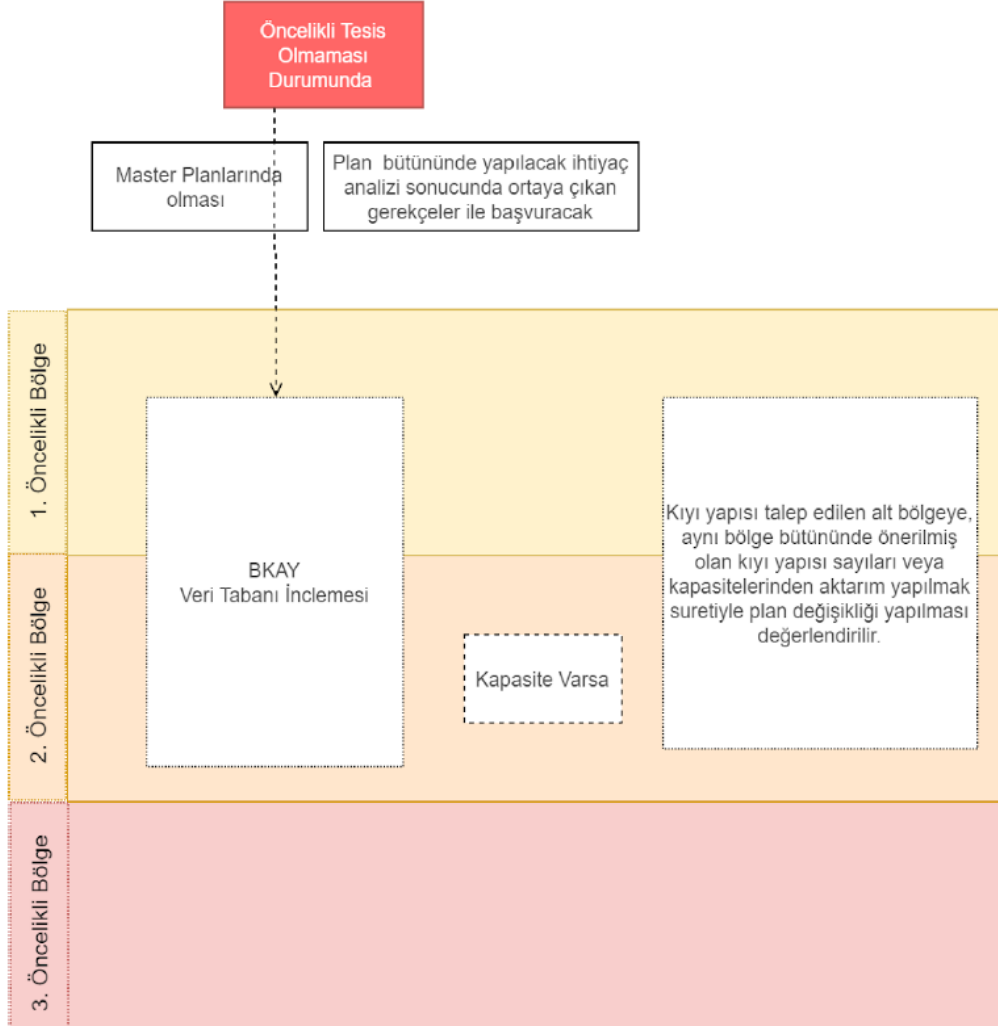 Öncelikli Tesis
Olmaması
Durumunda
Master Planlarında
olması
Plan bütününde yapılacak ihtiyaç
analizi sonucunda ortaya çıkan
gerekçeler ile başvuracak
1. Öncelikli Bölge
2. Öncelikli Bölge
3. Öncelikli Bölge
BKAY
Veri Tabanı İnclemesi
Kapasite Varsa
Kıyı yapısı talep edilen alt bölgeye,
aynı bölge bütününde önerilmiş
olan kıyı yapısı sayıları veya
kapasitelerinden aktarım yapılmak
suretiyle plan değişikliği yapılması
değerlendirilir.